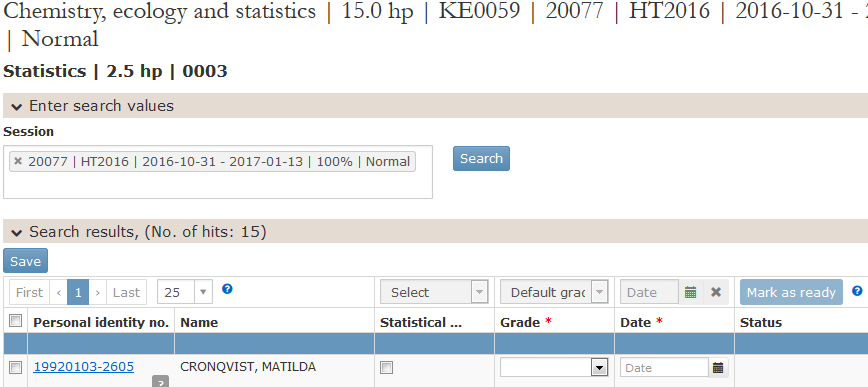 Chemistry, ecology and statistics | 15.0 hp | KE0059 | 20077 | HT2016 | 2016-10-31 -
| Normal
Statistics | 2.5 hp | 0003
Enter search values
Session
× 20077 | HT2016 | 2016-10-31 - 2017-01-13 | 100% | Normal
Search
Search results, (No. of hits: 15)
Save
First ‹ 1 › Last 25 ? Select Default grad Date × Mark as ready ?
Personal identity no. Name Statistical ... Grade * Date * Status
19920103-2605 CRONQVIST, MATILDA Date
?